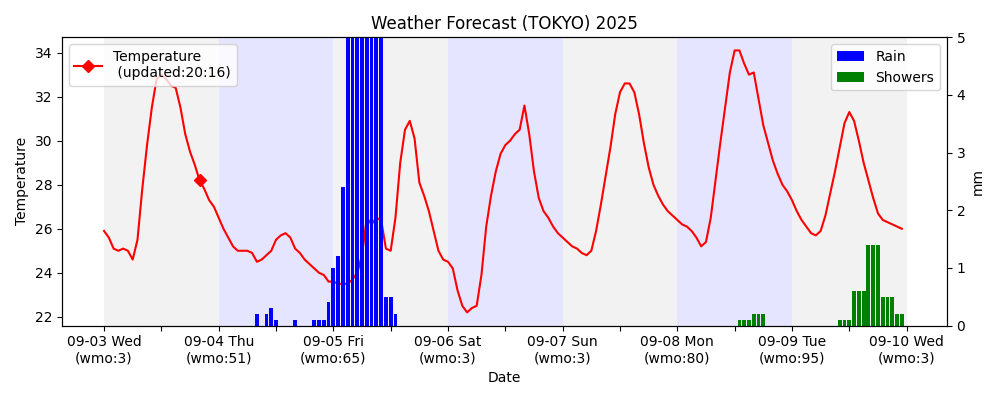 Weather Forecast (TOKYO) 2025
Temperature
(updated:20:16)
Rain
Showers
34
32
30
28
26
24
22
Temperature
5
4
3
2
1
0
mm
09-03 Wed
(wmo:3)
09-04 Thu
(wmo:51)
09-05 Fri
(wmo:65)
09-06 Sat
(wmo:3)
09-07 Sun
(wmo:3)
09-08 Mon
(wmo:80)
09-09 Tue
(wmo:95)
09-10 Wed
(wmo:3)
Date